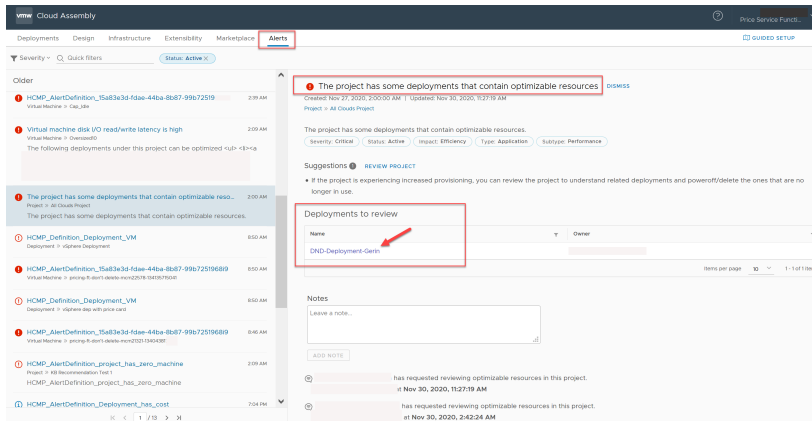 vmw Cloud Assembly
Price Service Functi...
Deployments Design Infrastructure Extensibility Marketplace Alerts
GUIDED SETUP
Severity Quick filters Status: Active ×
Older
HCMP_AlertDefinition_15a83e3d-fdae-44ba-8b87-99b72519 2:39 AM
Virtual Machine > Cap_Idle
Virtual machine disk I/O read/write latency is high 2:09 AM
Virtual Machine > OversizedIO
The following deployments under this project can be optimized <ul> <li><a
The project has some deployments that contain optimizable reso... 2:00 AM
Project > All Clouds Project
The project has some deployments that contain optimizable resources.
HCMP_Definition_Deployment_VM 8:50 AM
Deployment > vSphere Deployment
HCMP_AlertDefinition_15a83e3d-fdae-44ba-8b87-99b7251968i9 8:50 AM
Virtual Machine > pricing-ft-don't-delete-mcm22578-134135715041
HCMP_Definition_Deployment_VM 8:50 AM
Deployment > vSphere dep with price card
HCMP_AlertDefinition_15a83e3d-fdae-44ba-8b87-99b7251968i9 8:46 AM
Virtual Machine > pricing-ft-don't-delete-mcm21321-1340438f
HCMP_AlertDefinition_project_has_zero_machine 2:09 AM
Project > KB Recommendation Test 1
HCMP_AlertDefinition_project_has_zero_machine
HCMP_AlertDefinition_Deployment_has_cost 7:04 PM
1 / 13
The project has some deployments that contain optimizable resources DISMISS
Created: Nov 27, 2020, 2:00:00 AM | Updated: Nov 30, 2020, 11:27:19 AM
Project > All Clouds Project
The project has some deployments that contain optimizable resources.
Severity: Critical Status: Active Impact: Efficiency Type: Application Subtype: Performance
Suggestions REVIEW PROJECT
• If the project is experiencing increased provisioning, you can review the project to understand related deployments and poweroff/delete the ones that are no
longer in use.
Deployments to review
Name Owner
DND-Deployment-Gerin
Items per page 10 1 - 1 of 1 ite
Notes
Leave a note...
ADD NOTE
has requested reviewing optimizable resources in this project.
at Nov 30, 2020, 11:27:19 AM
has requested reviewing optimizable resources in this project.
at Nov 30, 2020, 2:42:24 AM